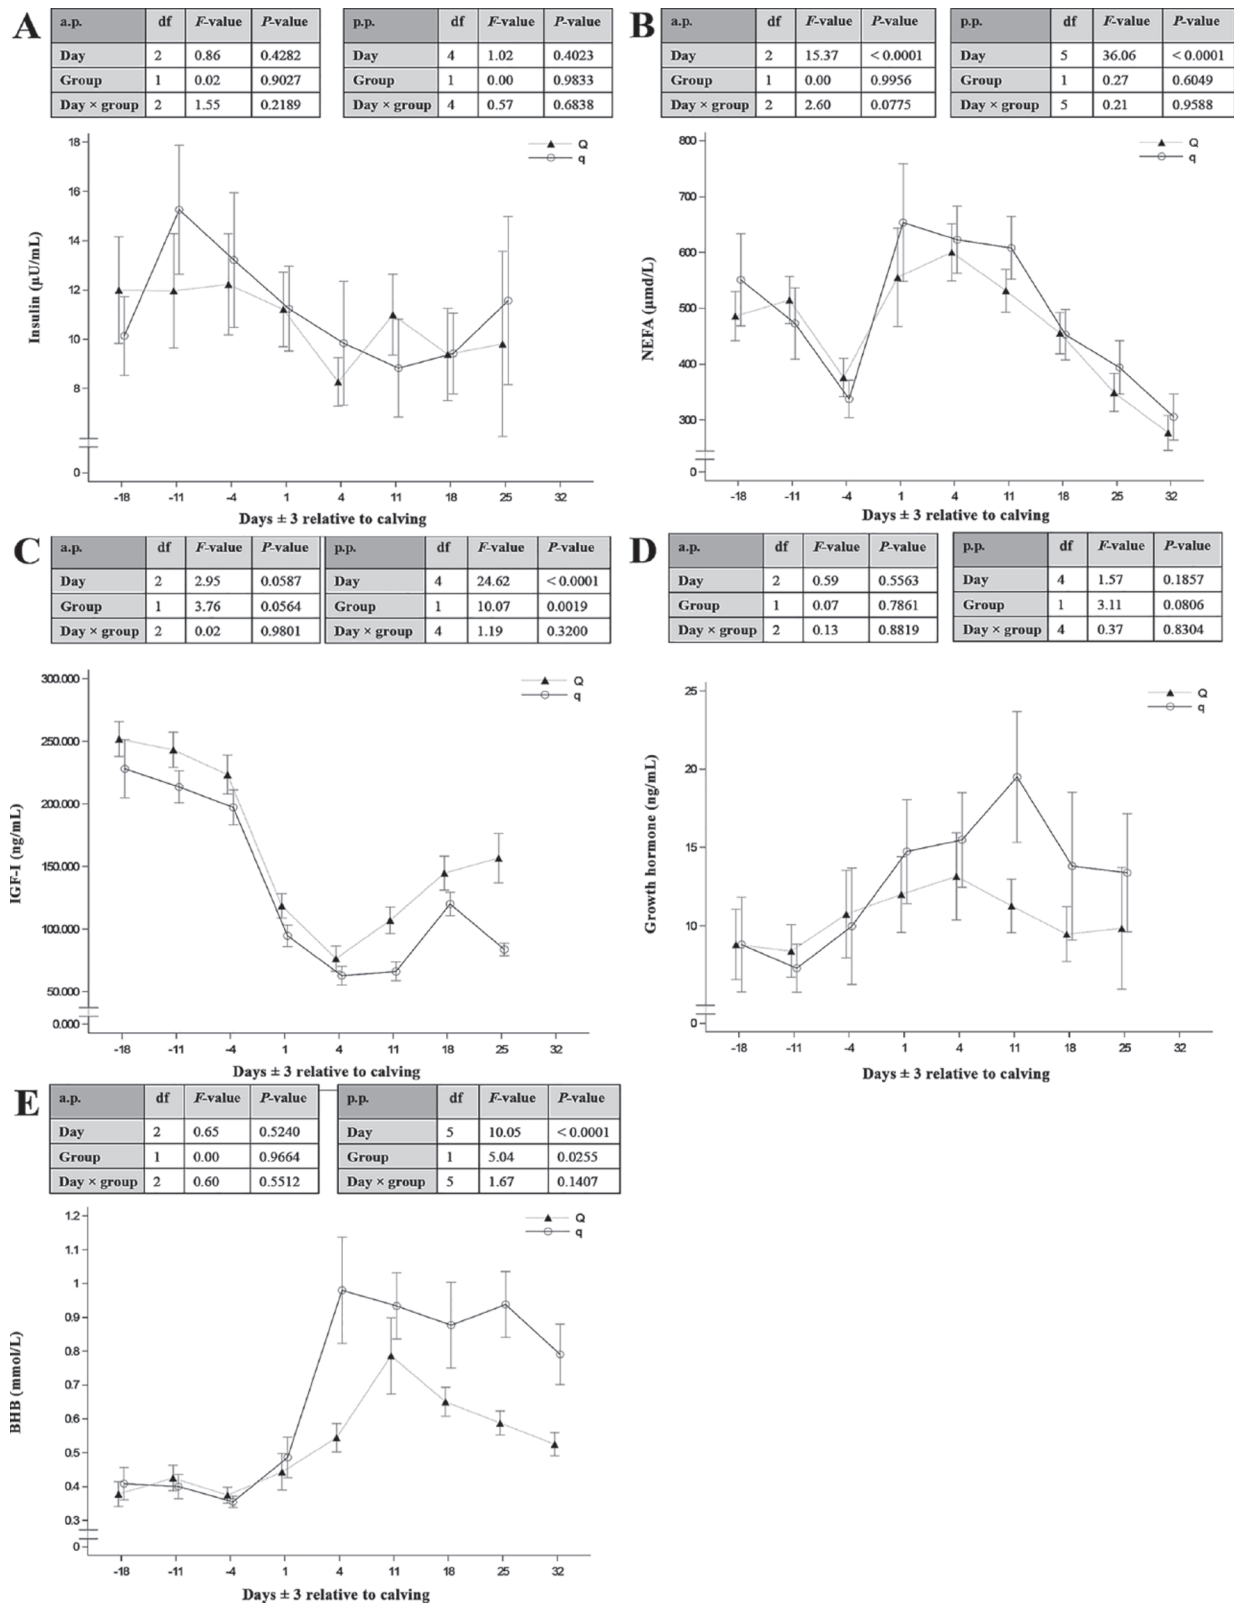 A
a.p. df F-value P-value
Day 2 0.86 0.4282
Group 1 0.02 0.9027
Day × group 2 1.55 0.2189
p.p. df F-value P-value
Day 4 1.02 0.4023
Group 1 0.00 0.9833
Day × group 4 0.57 0.6838
Q
q
Insulin (µU/mL)
18
16
14
12
10
8
0
-18 -11 -4 1 4 11 18 25 32
Days ± 3 relative to calving
B
a.p. df F-value P-value
Day 2 15.37 < 0.0001
Group 1 0.00 0.9956
Day × group 2 2.60 0.0775
p.p. df F-value P-value
Day 5 36.06 < 0.0001
Group 1 0.27 0.6049
Day × group 5 0.21 0.9588
Q
q
NEFA (µmd/L)
800
700
600
500
400
300
0
-18 -11 -4 1 4 11 18 25 32
Days ± 3 relative to calving
C
a.p. df F-value P-value
Day 2 2.95 0.0587
Group 1 3.76 0.0564
Day × group 2 0.02 0.9801
p.p. df F-value P-value
Day 4 24.62 < 0.0001
Group 1 10.07 0.0019
Day × group 4 1.19 0.3200
Q
q
IGF-I (ng/mL)
300.000
250.000
200.000
150.000
100.000
50.000
0.000
-18 -11 -4 1 4 11 18 25 32
Days ± 3 relative to calving
D
a.p. df F-value P-value
Day 2 0.59 0.5563
Group 1 0.07 0.7861
Day × group 2 0.13 0.8819
p.p. df F-value P-value
Day 4 1.57 0.1857
Group 1 3.11 0.0806
Day × group 4 0.37 0.8304
Q
q
Growth hormone (ng/mL)
25
20
15
10
0
-18 -11 -4 1 4 11 18 25 32
Days ± 3 relative to calving
E
a.p. df F-value P-value
Day 2 0.65 0.5240
Group 1 0.00 0.9664
Day × group 2 0.60 0.5512
p.p. df F-value P-value
Day 5 10.05 < 0.0001
Group 1 5.04 0.0255
Day × group 5 1.67 0.1407
Q
q
BHB (mmol/L)
1.2
1.1
1
0.9
0.8
0.7
0.6
0.5
0.4
0.3
0
-18 -11 -4 1 4 11 18 25 32
Days ± 3 relative to calving